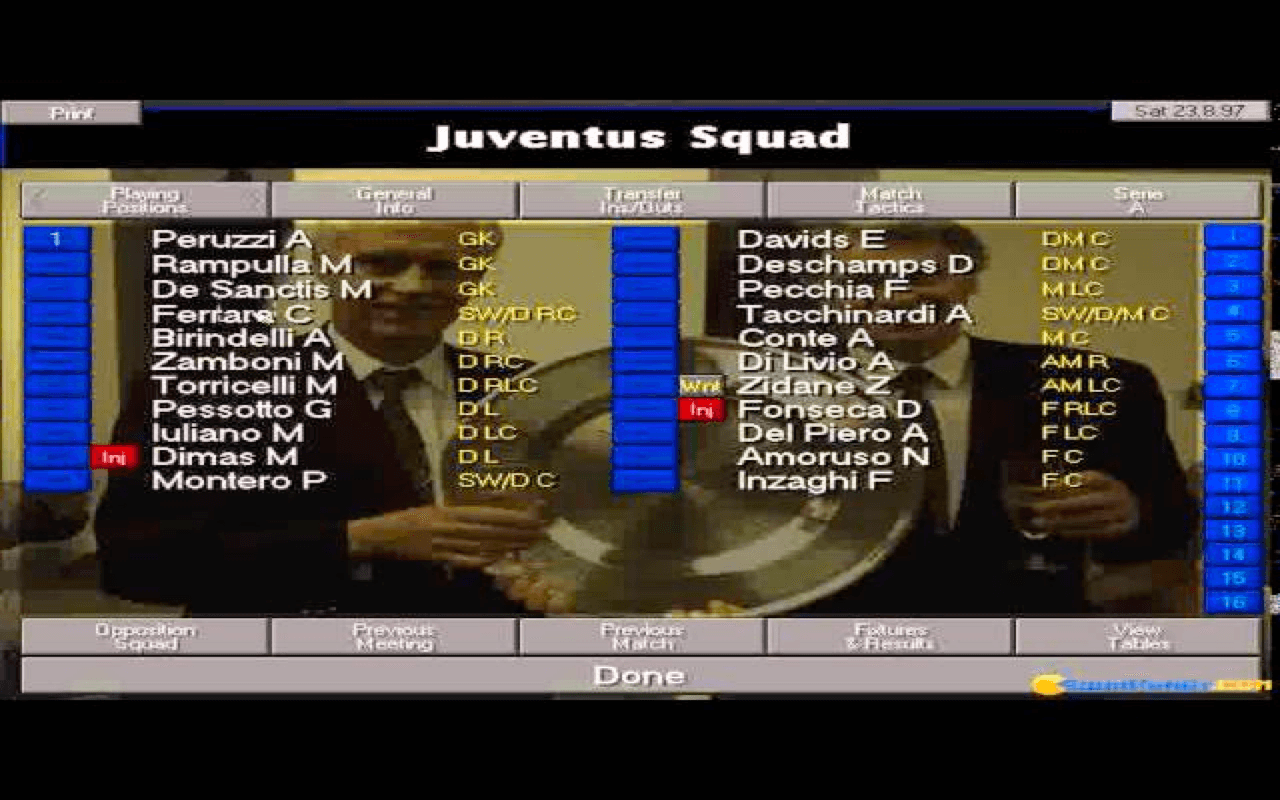 Print
Sat 23.8.97
Juventus Squad
Playing Positions
General Info
Transfer Ins/Outs
Match Tactics
Serie A
1 Peruzzi A GK
Rampulla M GK
De Sanctis M GK
Ferrara C SW/D RC
Birindelli A D R
Zamboni M D RC
Torricelli M D RLC
Pessotto G D L
Iuliano M D LC
Inj Dimas M D L
Montero P SW/D C
Davids E DM C
Deschamps D DM C
Pecchia F M LC
Tacchinardi A SW/D/M C
Conte A M C
Di Livio A AM R
Wnt Zidane Z AM LC
Inj Fonseca D F RLC
Del Piero A F LC
Amoruso N F C
Inzaghi F F C
1
2
3
4
5
6
7
8
9
10
11
12
13
14
15
16
Opposition Squad
Previous Meeting
Previous Match
Fixtures & Results
View Tables
Done